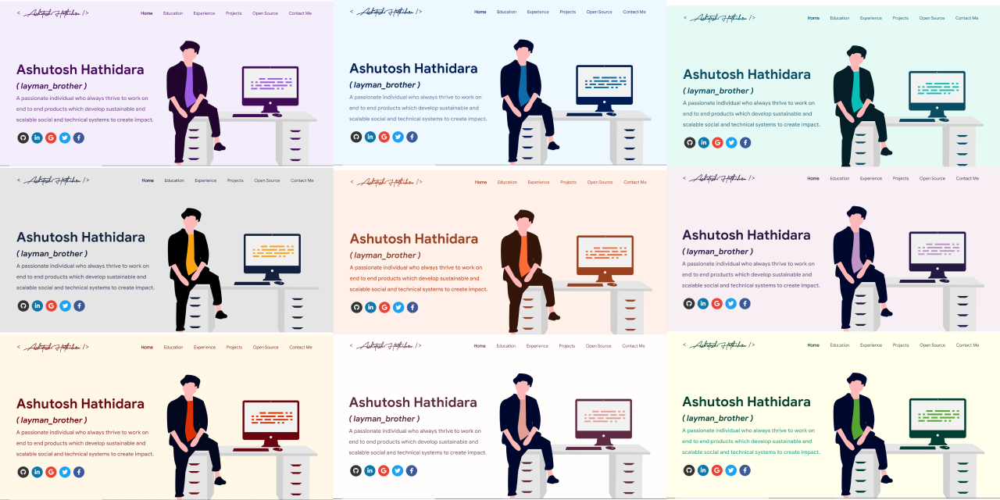 < Ashutosh Hathidara />
Home Education Experience Projects Open Source Contact Me
Ashutosh Hathidara
( layman_brother )
A passionate individual who always thrive to work on
end to end products which develop sustainable and
scalable social and technical systems to create impact.
< Ashutosh Hathidara />
Home Education Experience Projects Open Source Contact Me
Ashutosh Hathidara
( layman_brother )
A passionate individual who always thrive to work on
end to end products which develop sustainable and
scalable social and technical systems to create impact.
< Ashutosh Hathidara />
Home Education Experience Projects Open Source Contact Me
Ashutosh Hathidara
( layman_brother )
A passionate individual who always thrive to work on
end to end products which develop sustainable and
scalable social and technical systems to create impact.
< Ashutosh Hathidara />
Home Education Experience Projects Open Source Contact Me
Ashutosh Hathidara
( layman_brother )
A passionate individual who always thrive to work on
end to end products which develop sustainable and
scalable social and technical systems to create impact.
< Ashutosh Hathidara />
Home Education Experience Projects Open Source Contact Me
Ashutosh Hathidara
( layman_brother )
A passionate individual who always thrive to work on
end to end products which develop sustainable and
scalable social and technical systems to create impact.
< Ashutosh Hathidara />
Home Education Experience Projects Open Source Contact Me
Ashutosh Hathidara
( layman_brother )
A passionate individual who always thrive to work on
end to end products which develop sustainable and
scalable social and technical systems to create impact.
< Ashutosh Hathidara />
Home Education Experience Projects Open Source Contact Me
Ashutosh Hathidara
( layman_brother )
A passionate individual who always thrive to work on
end to end products which develop sustainable and
scalable social and technical systems to create impact.
< Ashutosh Hathidara />
Home Education Experience Projects Open Source Contact Me
Ashutosh Hathidara
( layman_brother )
A passionate individual who always thrive to work on
end to end products which develop sustainable and
scalable social and technical systems to create impact.
< Ashutosh Hathidara />
Home Education Experience Projects Open Source Contact Me
Ashutosh Hathidara
( layman_brother )
A passionate individual who always thrive to work on
end to end products which develop sustainable and
scalable social and technical systems to create impact.